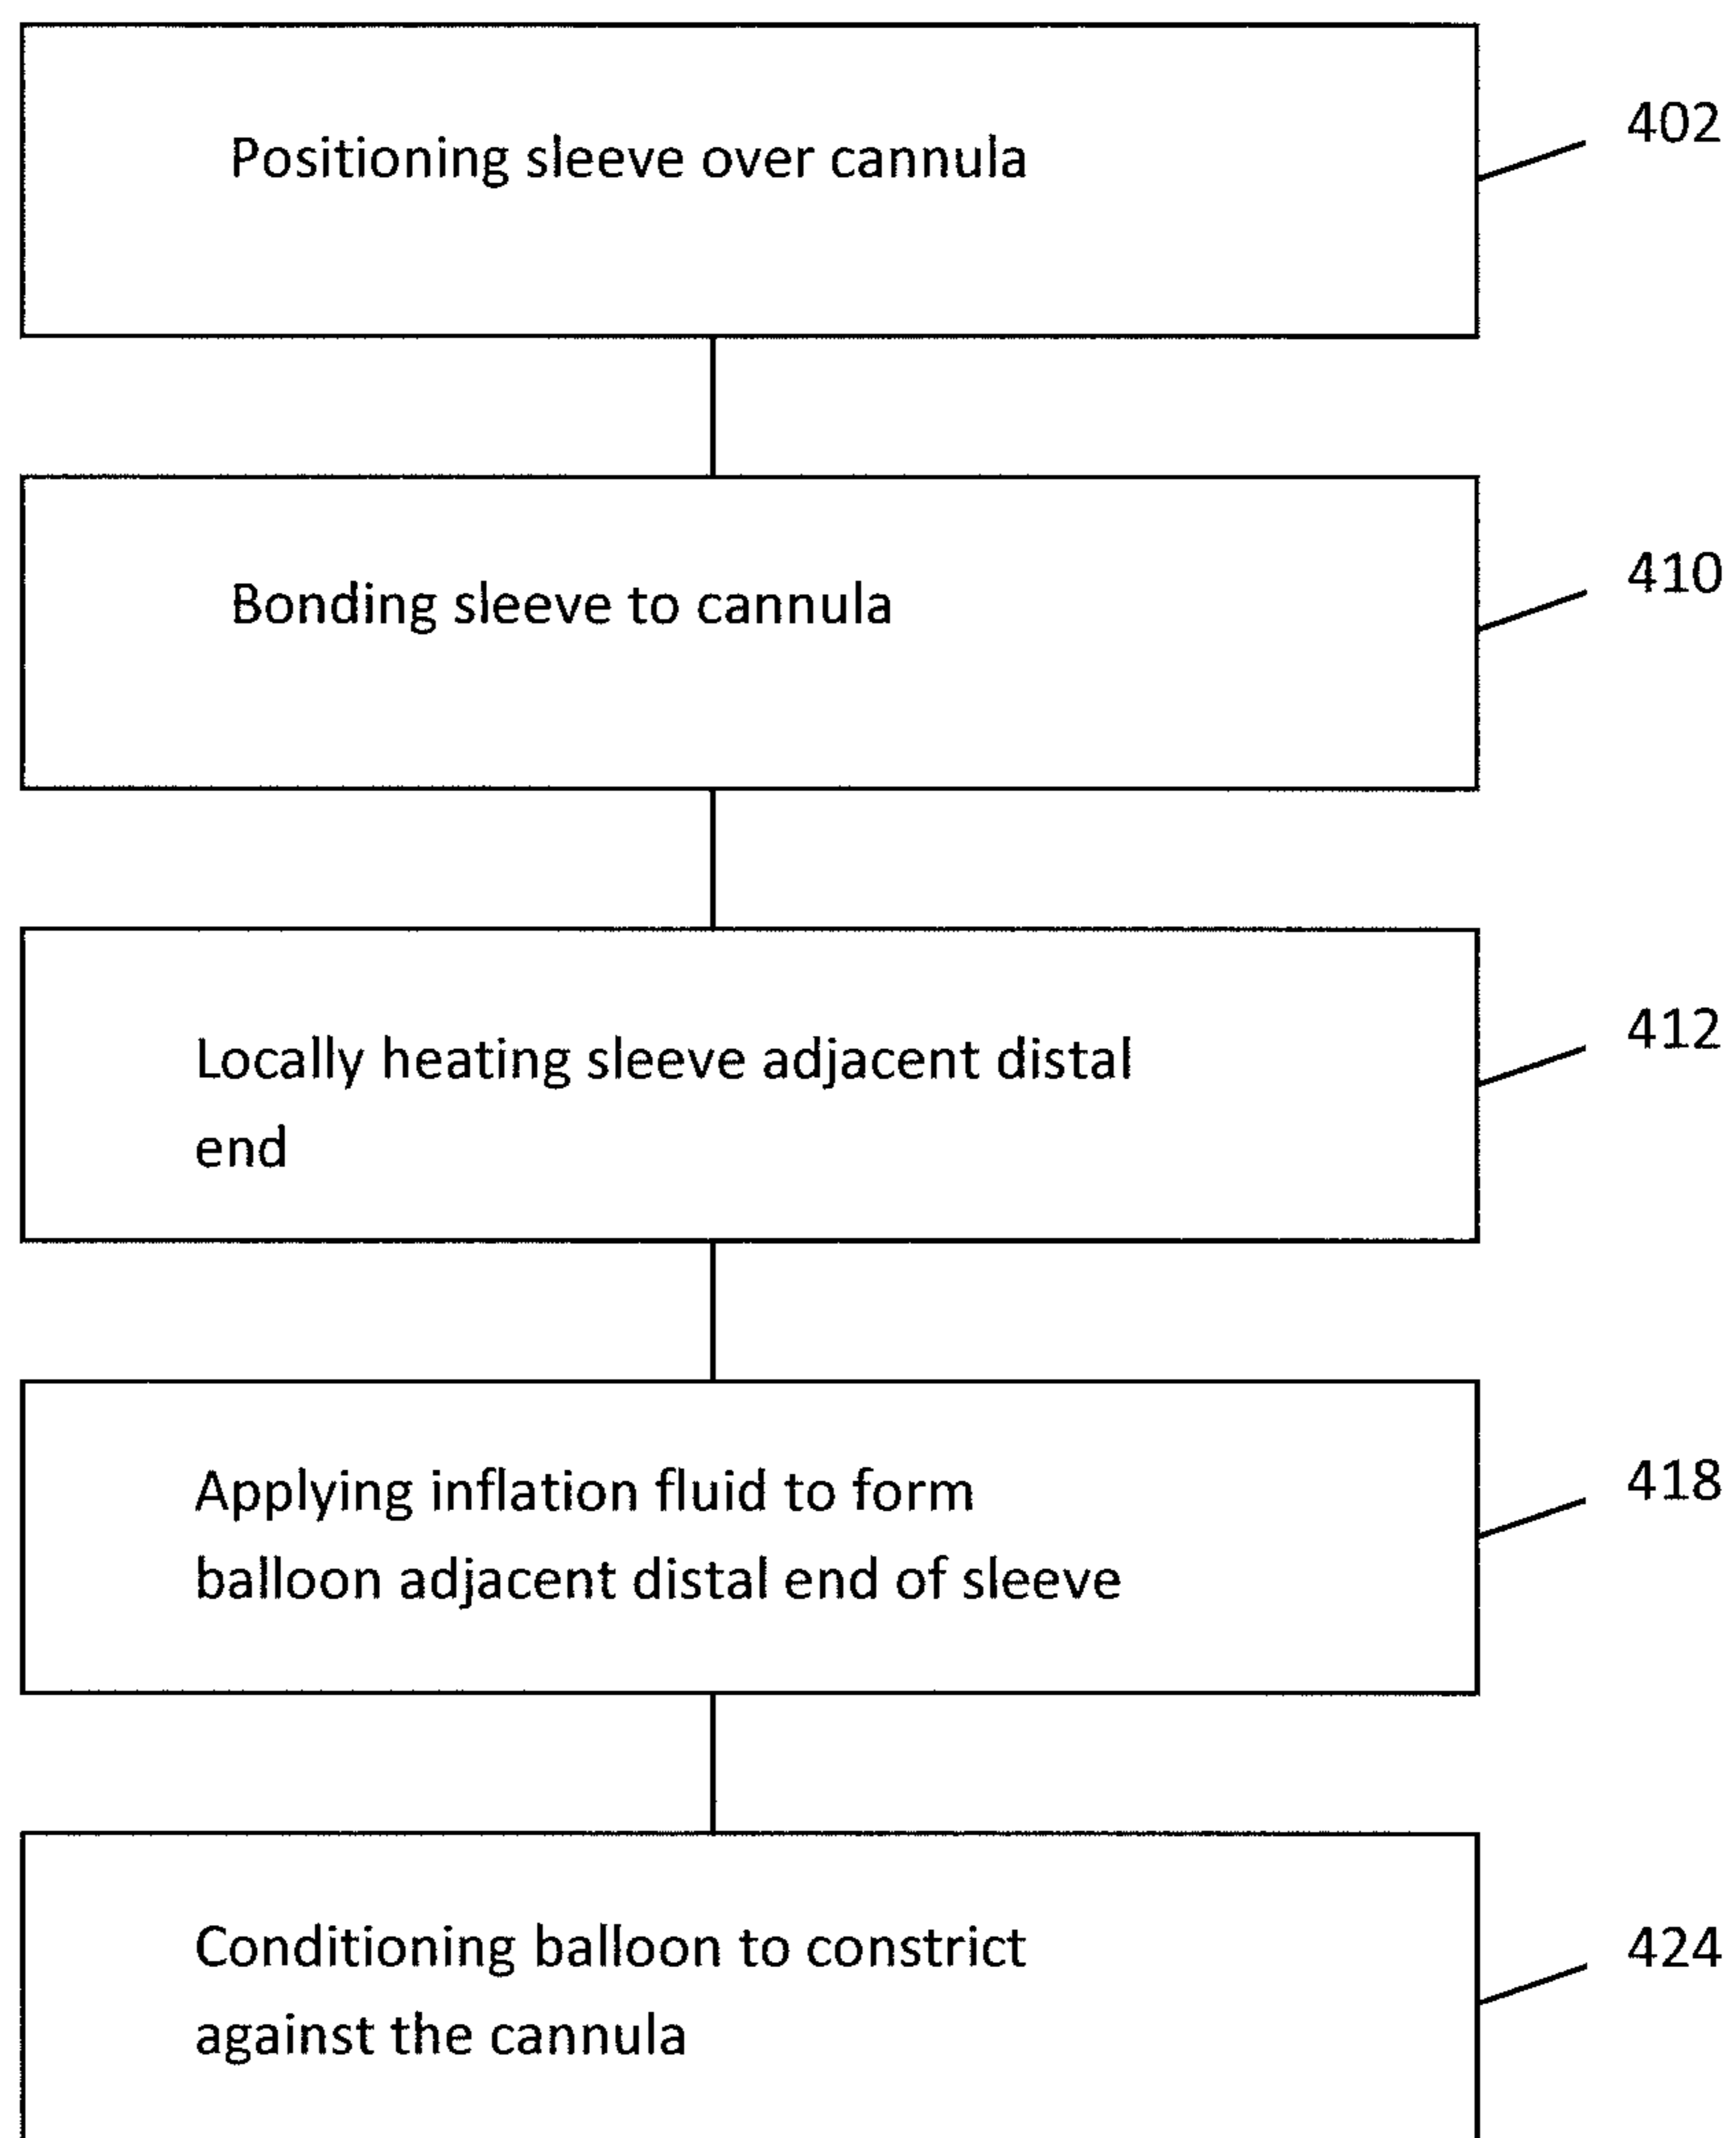 Positioning sleeve over cannula
402
Bonding sleeve to cannula
410
Locally heating sleeve adjacent distal
end
412
Applying inflation fluid to form
balloon adjacent distal end of sleeve
418
Conditioning balloon to constrict
against the cannula
424